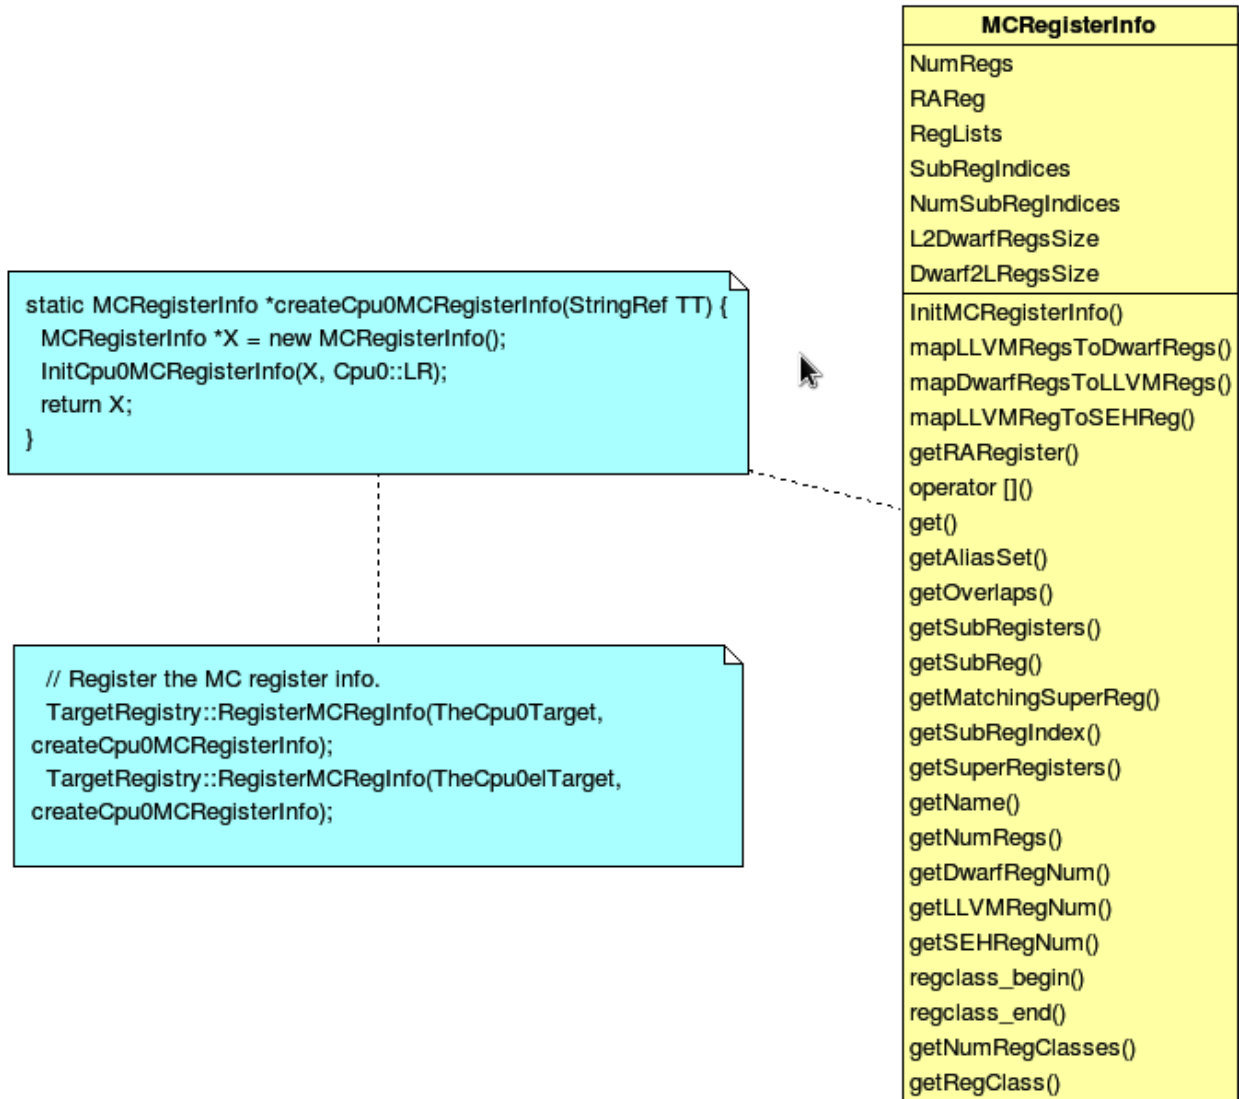 MCRegisterInfo
NumRegs
RAReg
RegLists
SubRegIndices
NumSubRegIndices
L2DwarfRegsSize
Dwarf2LRegsSize
InitMCRegisterInfo()
mapLLVMRegsToDwarfRegs()
mapDwarfRegsToLLVMRegs()
mapLLVMRegToSEHReg()
getRARegister()
operator []()
get()
getAliasSet()
getOverlaps()
getSubRegisters()
getSubReg()
getMatchingSuperReg()
getSubRegIndex()
getSuperRegisters()
getName()
getNumRegs()
getDwarfRegNum()
getLLVMRegNum()
getSEHRegNum()
regclass_begin()
regclass_end()
getNumRegClasses()
getRegClass()
static MCRegisterInfo *createCpu0MCRegisterInfo(StringRef TT) {
MCRegisterInfo *X = new MCRegisterInfo();
InitCpu0MCRegisterInfo(X, Cpu0::LR);
return X;
}
// Register the MC register info.
TargetRegistry::RegisterMCRegInfo(TheCpu0Target,
createCpu0MCRegisterInfo);
TargetRegistry::RegisterMCRegInfo(TheCpu0elTarget,
createCpu0MCRegisterInfo);